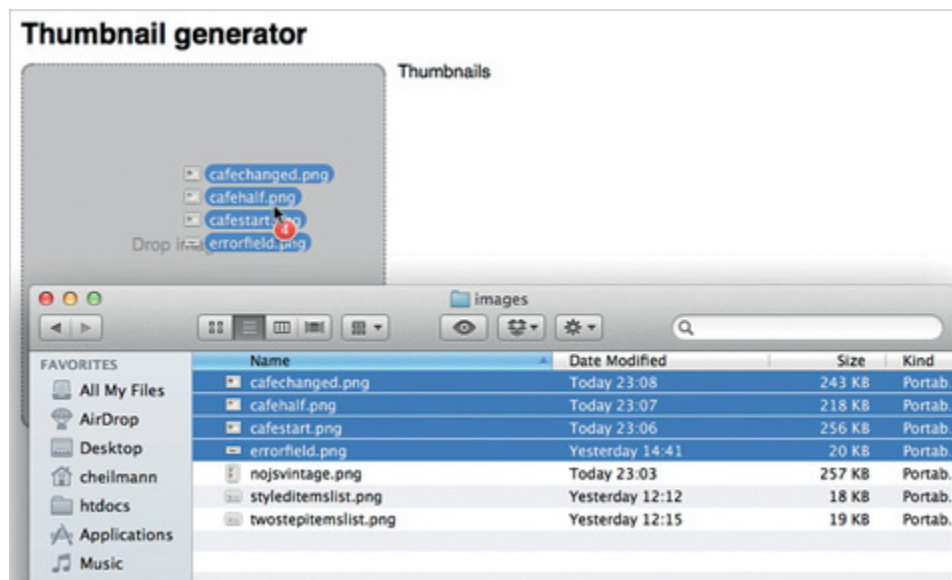 Thumbnail generator
Thumbnails
cafechanged.png
cafehalf.png
cafestart.png
4
Drop
errorfield.png
images
FAVORITES
Name Date Modified Size Kind
All My Files
cafechanged.png Today 23:08 243 KB Portab.
cafehalf.png Today 23:07 218 KB Portab.
AirDrop
cafestart.png Today 23:06 256 KB Portab.
Desktop
errorfield.png Yesterday 14:41 20 KB Portab.
cheilmann
nojsvintage.png Today 23:03 257 KB Portab.
htdocs
styleditemslist.png Yesterday 12:12 18 KB Portab.
twostepitemslist.png Yesterday 12:15 19 KB Portab.
Applications
Music